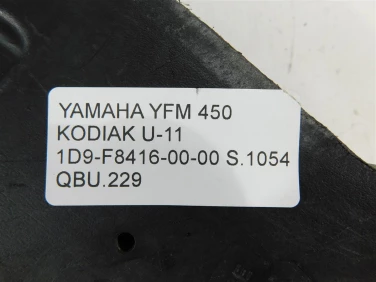 YAMAHA YFM 450
KODIAK U-11
1D9-F8416-00-00 S.1054
QBU.229